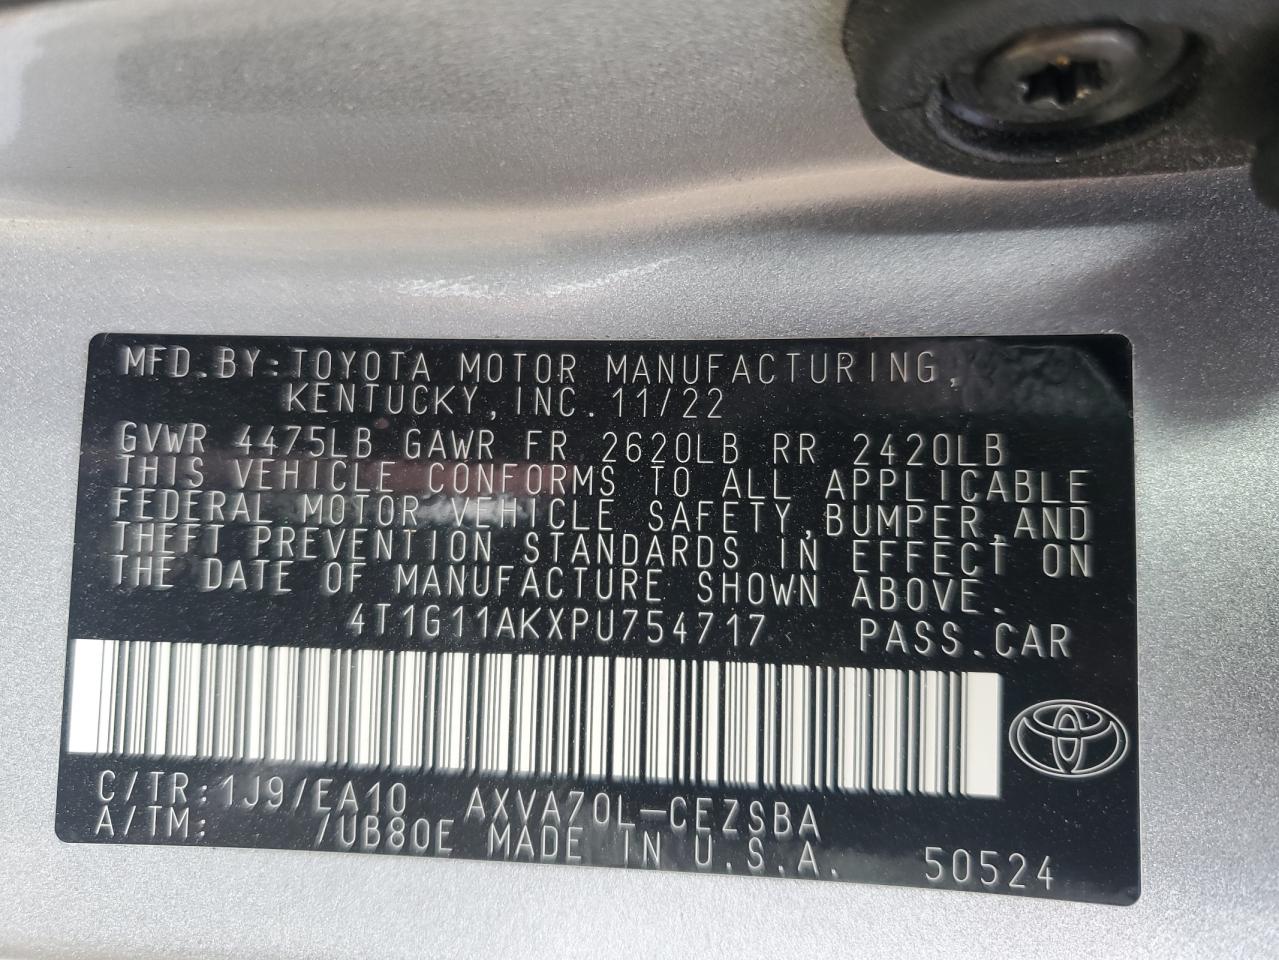 MFD.BY:TOYOTA MOTOR MANUFACTURING,
KENTUCKY,INC. 11/22
GVWR 4475LB GAWR FR 2620LB RR 2420LB
THIS VEHICLE CONFORMS TO ALL APPLICABLE
FEDERAL MOTOR VEHICLE SAFETY,BUMPER,AND
THEFT PREVENTION STANDARDS IN EFFECT ON
THE DATE OF MANUFACTURE SHOWN ABOVE.
4T1G11AKXPU754717 PASS.CAR
C/TR:1J9/EA10 AXVA70L-CEZSBA
A/TM: /UB80E MADE IN U.S.A. 50524